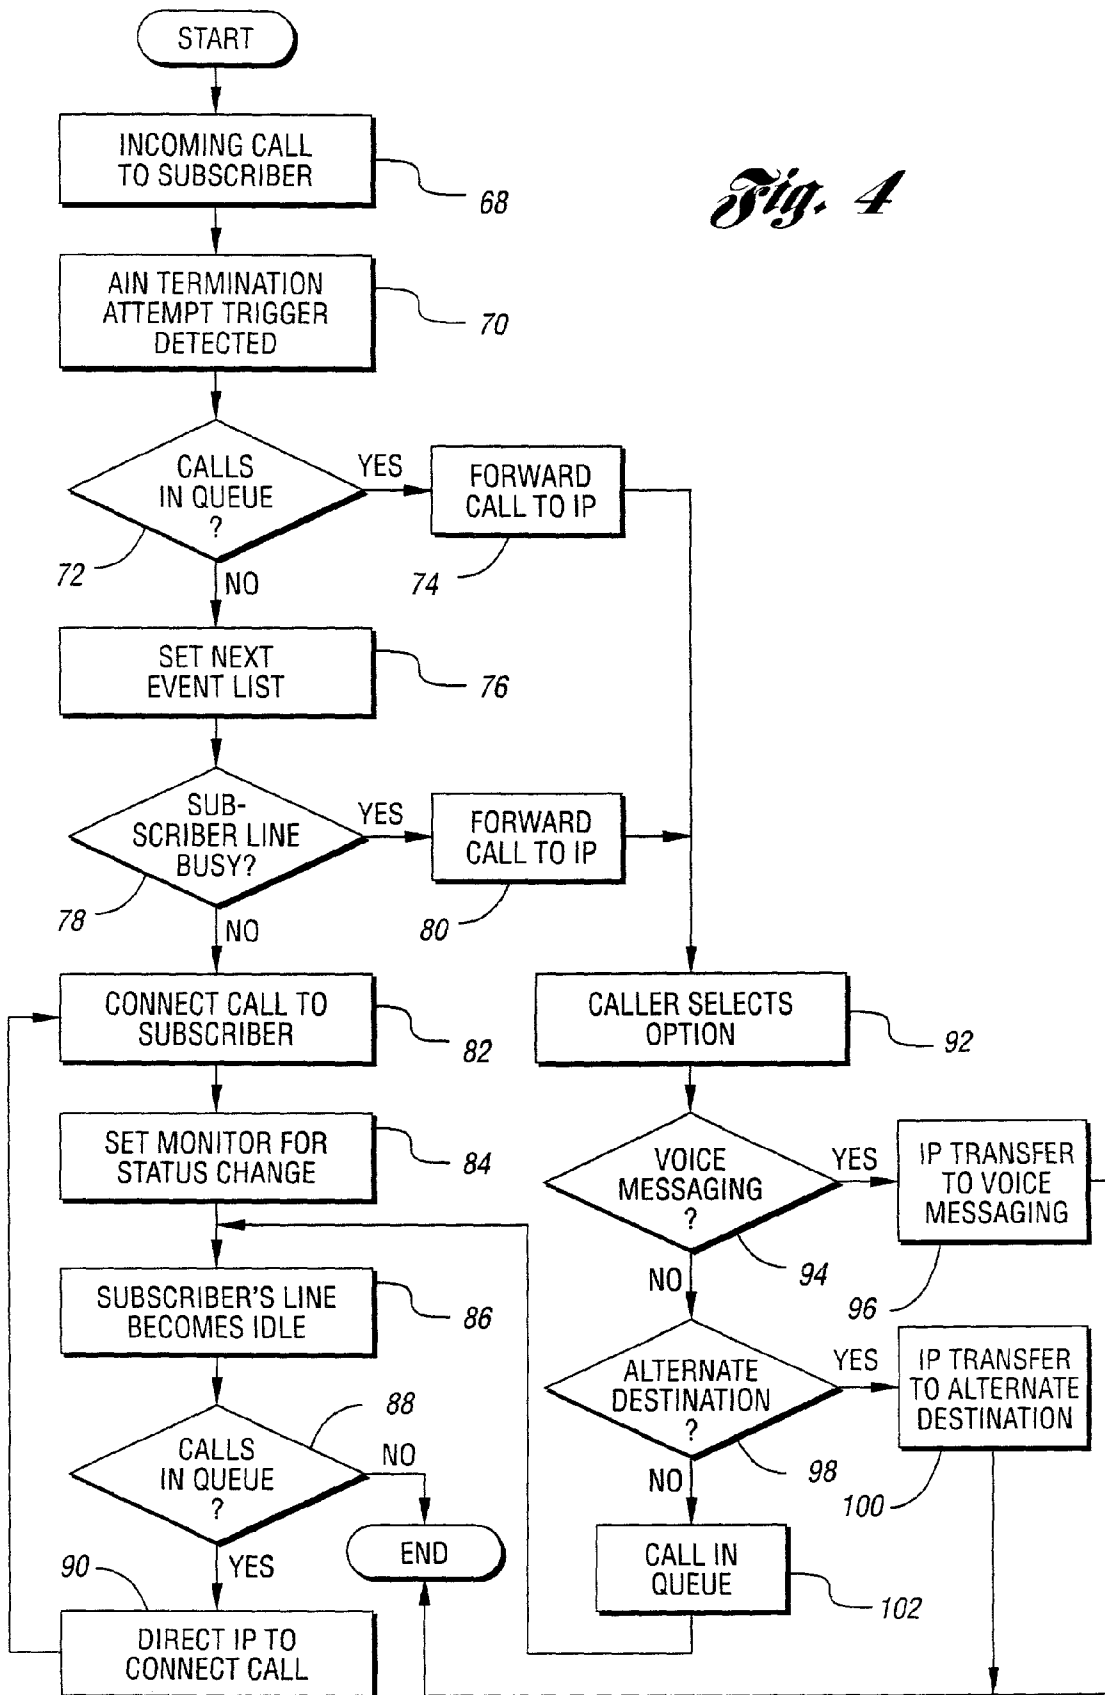 START
INCOMING CALL
TO SUBSCRIBER
68
Fig. 4
AIN TERMINATION
ATTEMPT TRIGGER
DETECTED
70
CALLS
IN QUEUE
?
72
YES
FORWARD
CALL TO IP
74
NO
SET NEXT
EVENT LIST
76
SUB-
SCRIBER LINE
BUSY?
78
YES
FORWARD
CALL TO IP
80
NO
CONNECT CALL TO
SUBSCRIBER
82
CALLER SELECTS
OPTION
92
SET MONITOR FOR
STATUS CHANGE
84
VOICE
MESSAGING
?
94
YES
IP TRANSFER
TO VOICE
MESSAGING
96
NO
SUBSCRIBER'S LINE
BECOMES IDLE
86
ALTERNATE
DESTINATION
?
98
YES
IP TRANSFER
TO ALTERNATE
DESTINATION
100
NO
CALLS
IN QUEUE
?
88
NO
END
CALL IN
QUEUE
102
YES
90
DIRECT IP TO
CONNECT CALL